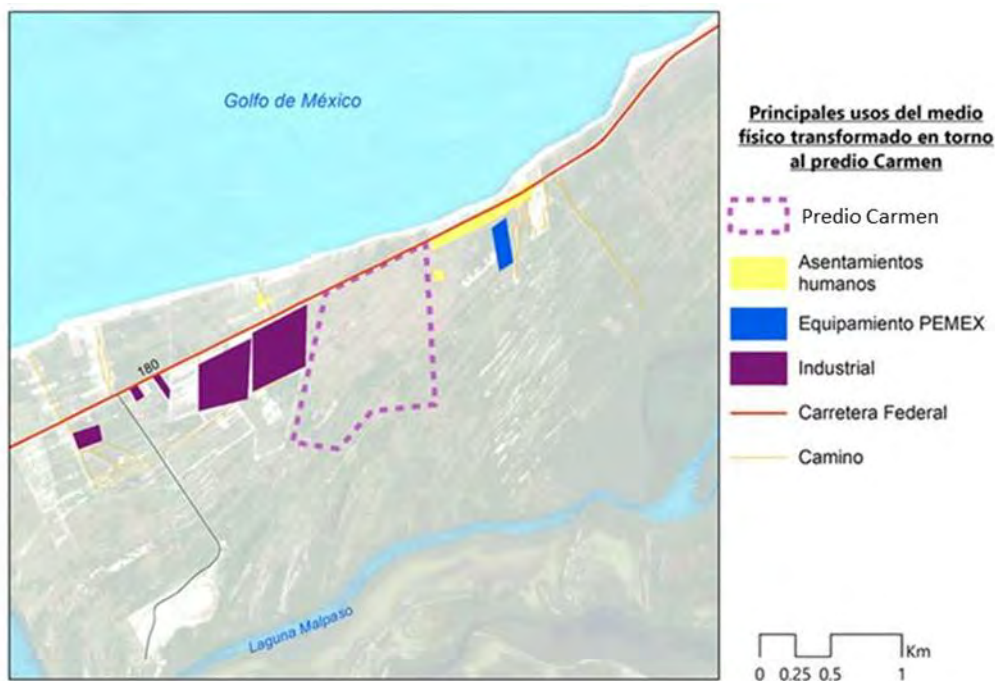 Golfo de México
180
Laguna Malpaso
Principales usos del medio
físico transformado en torno
al predio Carmen
Predio Carmen
Asentamientos
humanos
Equipamiento PEMEX
Industrial
Carretera Federal
Camino
Km
0 0.25 0.5 1